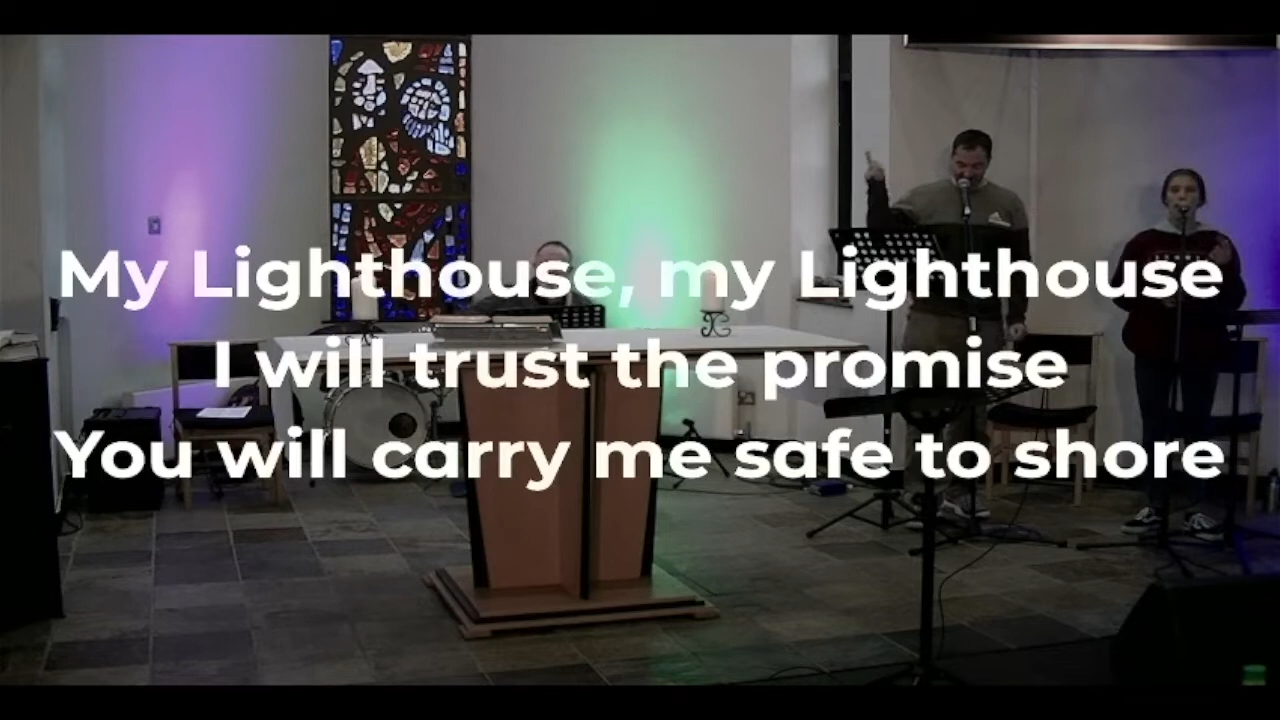 My Lighthouse, my Lighthouse
I will trust the promise
You will carry me safe to shore